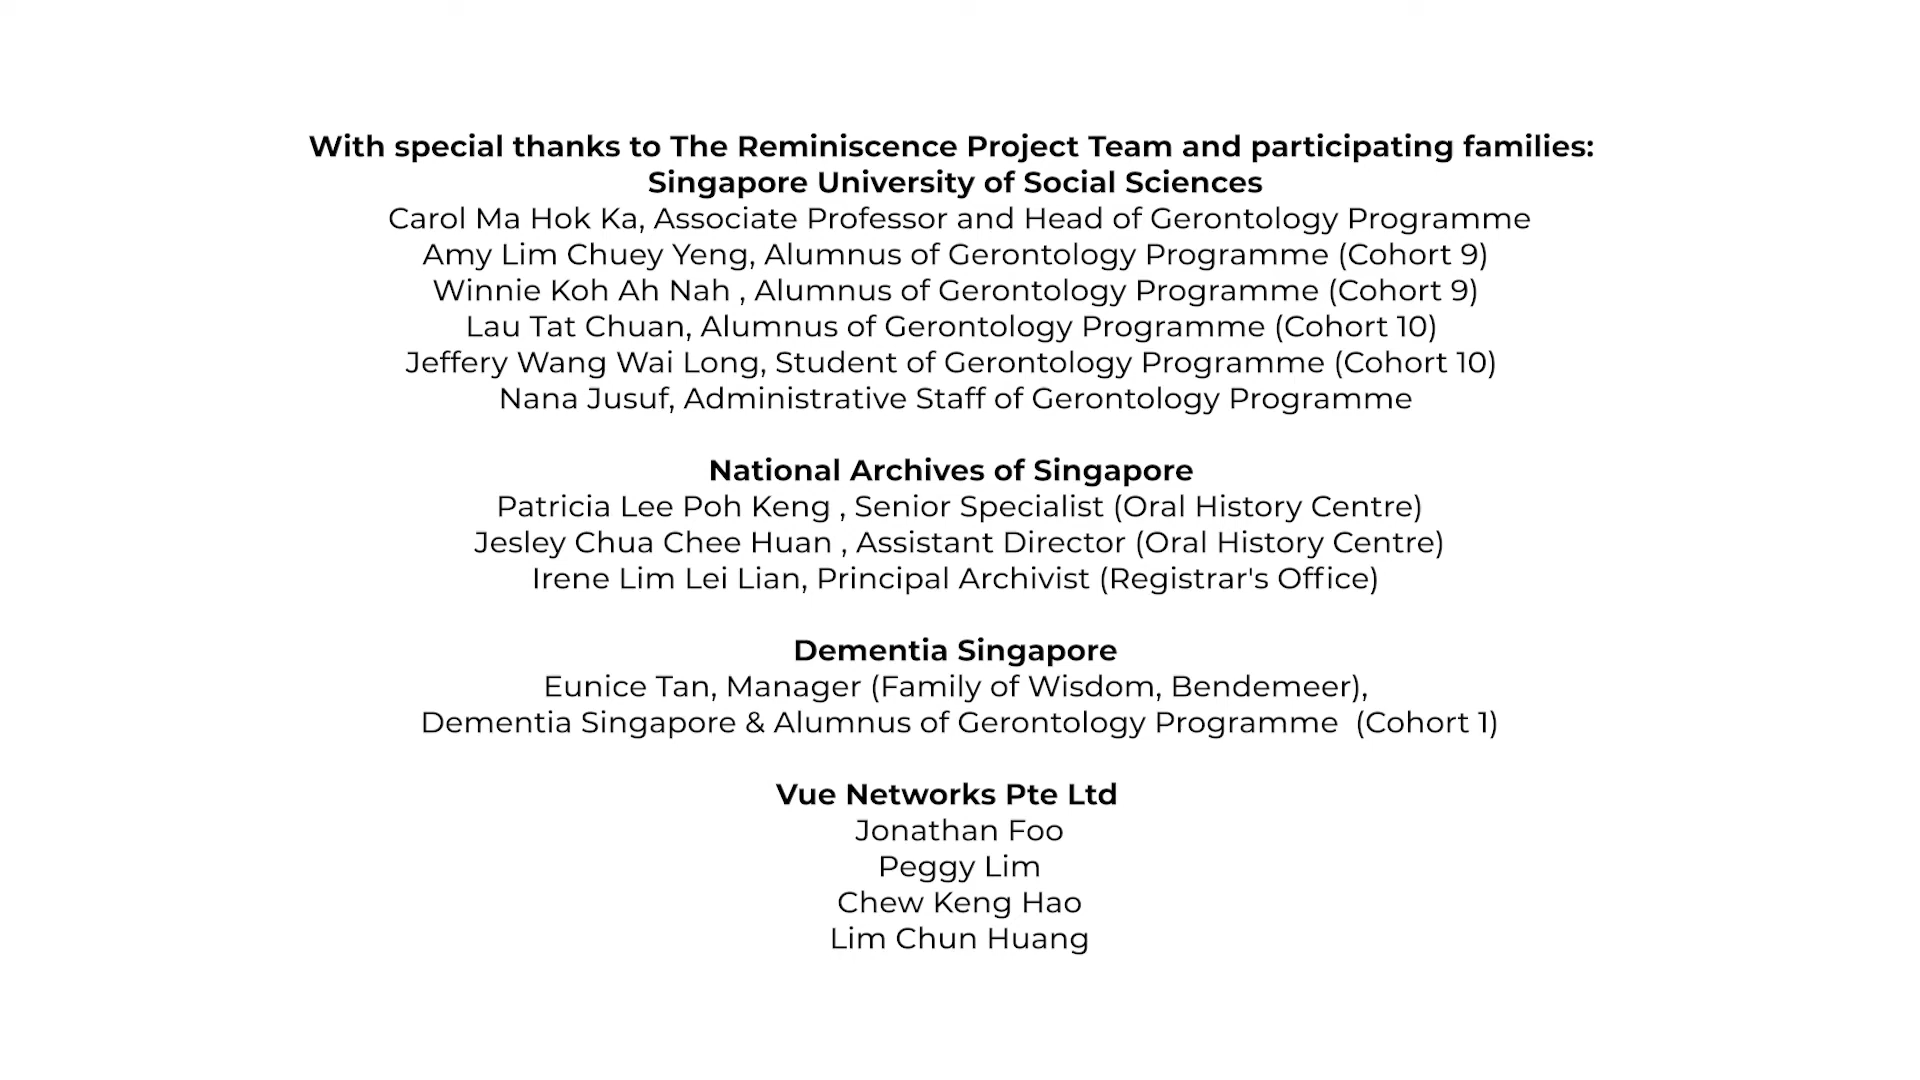 With special thanks to The Reminiscence Project Team and participating families:
Singapore University of Social Sciences
Carol Ma Hok Ka, Associate Professor and Head of Gerontology Programme
Amy Lim Chuey Yeng, Alumnus of Gerontology Programme (Cohort 9)
Winnie Koh Ah Nah , Alumnus of Gerontology Programme (Cohort 9)
Lau Tat Chuan, Alumnus of Gerontology Programme (Cohort 10)
Jeffery Wang Wai Long, Student of Gerontology Programme (Cohort 10)
Nana Jusuf, Administrative Staff of Gerontology Programme
National Archives of Singapore
Patricia Lee Poh Keng , Senior Specialist (Oral History Centre)
Jesley Chua Chee Huan , Assistant Director (Oral History Centre)
Irene Lim Lei Lian, Principal Archivist (Registrar's Office)
Dementia Singapore
Eunice Tan, Manager (Family of Wisdom, Bendemeer),
Dementia Singapore & Alumnus of Gerontology Programme  (Cohort 1)
Vue Networks Pte Ltd
Jonathan Foo
Peggy Lim
Chew Keng Hao
Lim Chun Huang